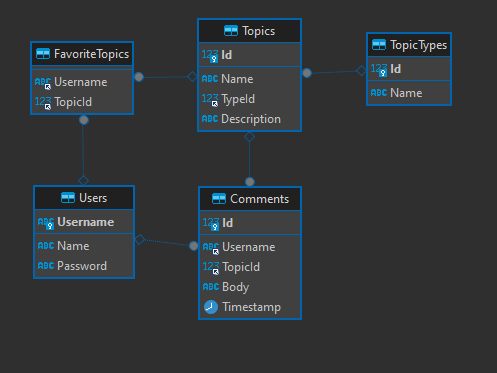 FavoriteTopics
ABC Username
123 TopicId
Topics
123 Id
ABC Name
123 TypeId
ABC Description
TopicTypes
123 Id
ABC Name
Users
ABC Username
ABC Name
ABC Password
Comments
123 Id
ABC Username
123 TopicId
ABC Body
Timestamp